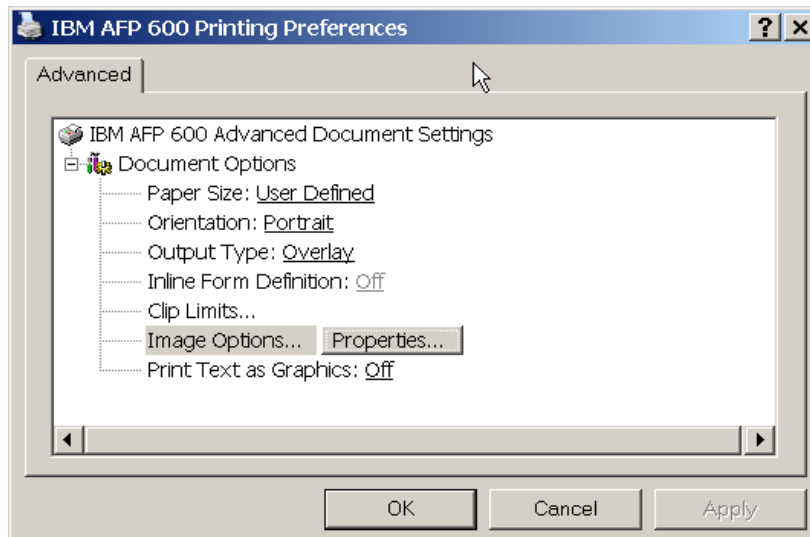 IBM AFP 600 Printing Preferences
Advanced
IBM AFP 600 Advanced Document Settings
Document Options
Paper Size: User Defined
Orientation: Portrait
Output Type: Overlay
Inline Form Definition: Off
Clip Limits...
Image Options... Properties...
Print Text as Graphics: Off
OK Cancel Apply